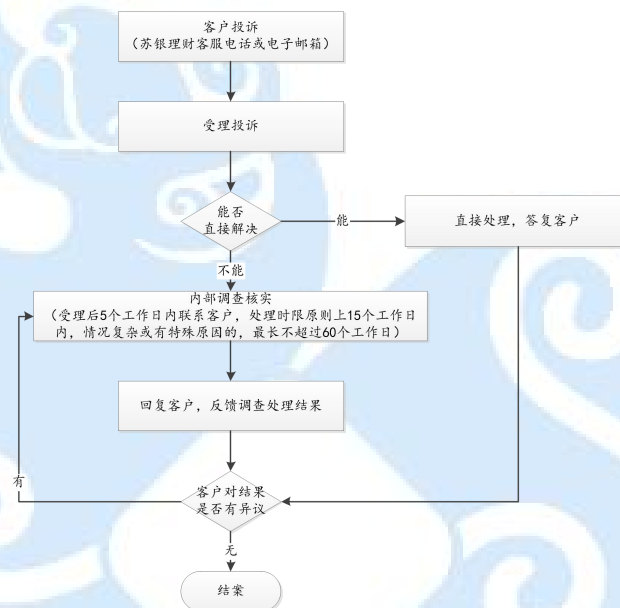 客户投诉
（苏银理财客服电话或电子邮箱）
受理投诉
能否
直接解决
能
直接处理，答复客户
不能
内部调查核实
（受理后5个工作日内联系客户，处理时限原则上15个工作日
内，情况复杂或有特殊原因的，最长不超过60个工作日）
回复客户，反馈调查处理结果
有
客户对结果
是否有异议
无
结案